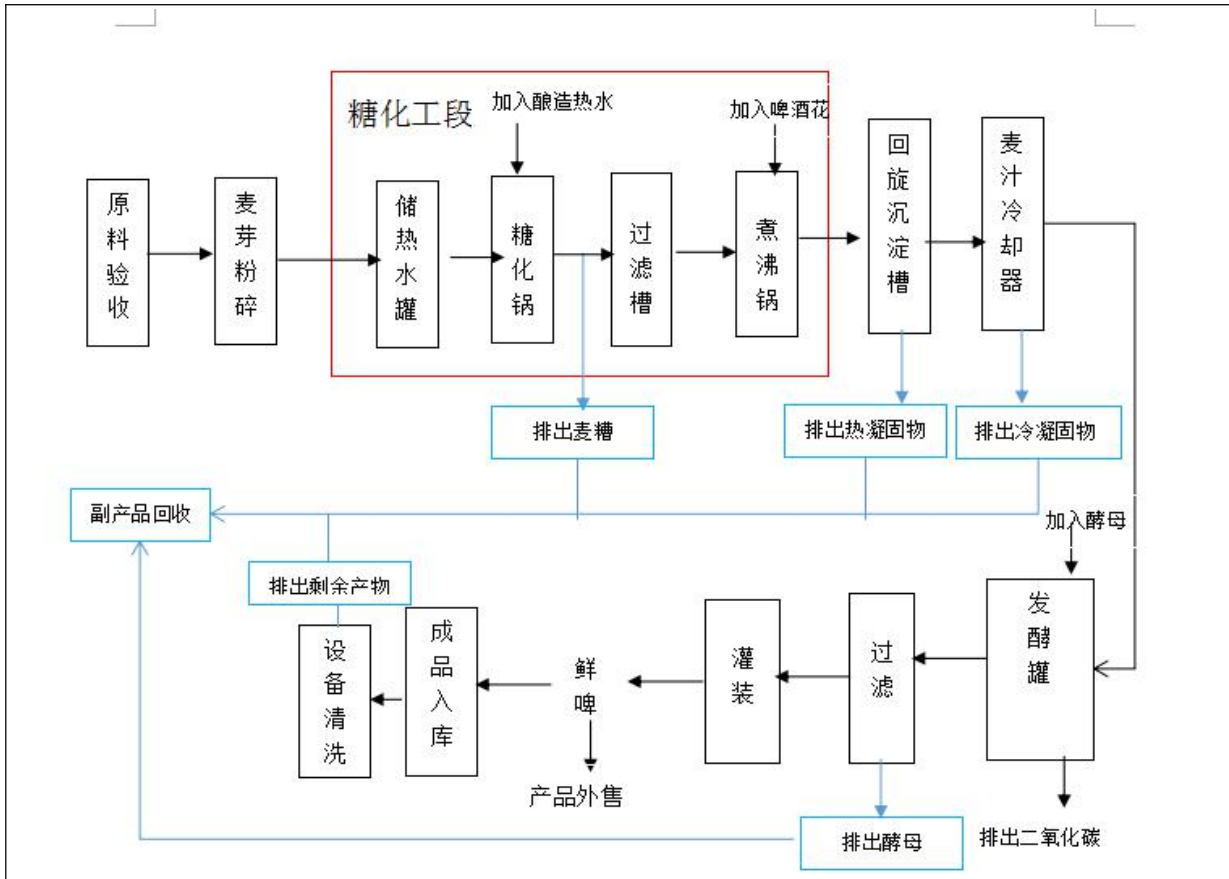 糖化工段
加入酿造热水
加入啤酒花
原料验收
麦芽粉碎
储热水罐
糖化锅
过滤槽
煮沸锅
回旋沉淀槽
麦汁冷却器
排出麦糟
排出热凝固物
排出冷凝固物
副产品回收
加入酵母
排出剩余产物
设备清洗
成品入库
鲜啤
灌装
过滤
发酵罐
产品外售
排出酵母
排出二氧化碳